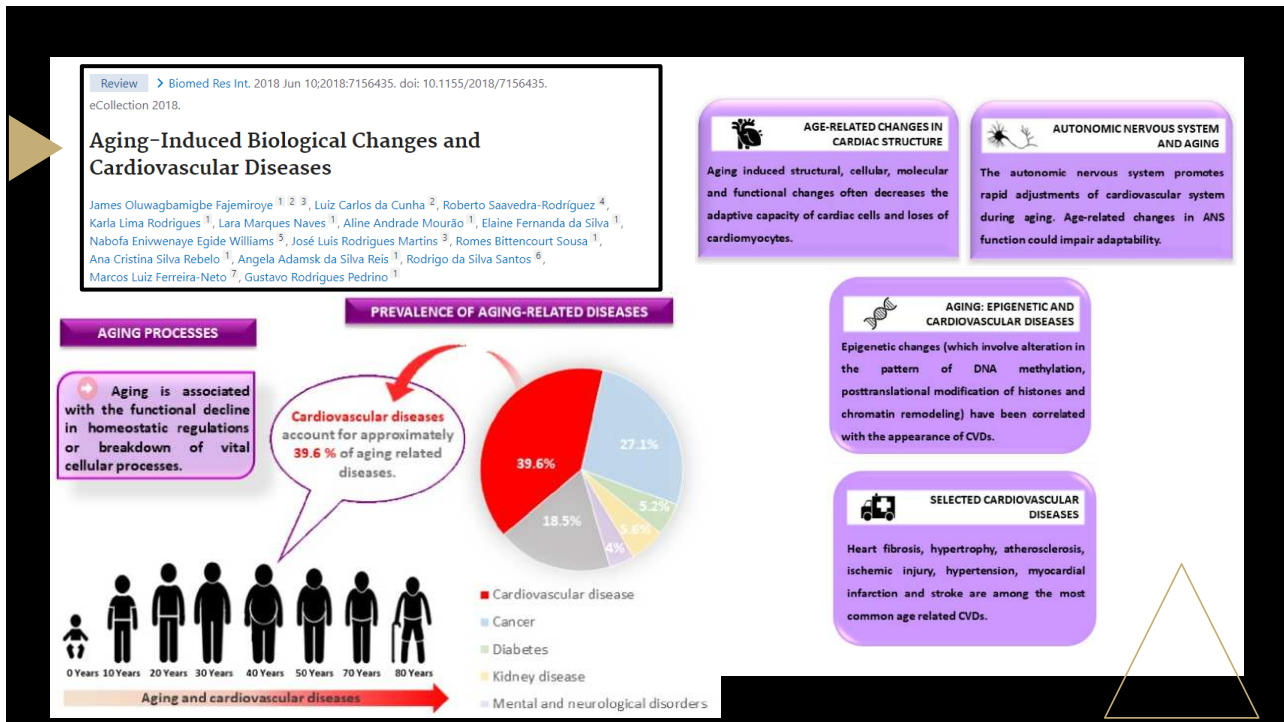 Review > Biomed Res Int. 2018 Jun 10;2018:7156435. doi: 10.1155/2018/7156435.
eCollection 2018.
Aging-Induced Biological Changes and
Cardiovascular Diseases
James Oluwagbamigbe Fajemiroye 1 2 3, Luiz Carlos da Cunha 2, Roberto Saavedra-Rodríguez 4,
Karla Lima Rodrigues 1, Lara Marques Naves 1, Aline Andrade Mourão 1, Elaine Fernanda da Silva 1,
Nabofa Enivwenaye Egide Williams 5, José Luis Rodrigues Martins 3, Romes Bittencourt Sousa 1,
Ana Cristina Silva Rebelo 1, Angela Adamsk da Silva Reis 1, Rodrigo da Silva Santos 6,
Marcos Luiz Ferreira-Neto 7, Gustavo Rodrigues Pedrino 1
AGING PROCESSES
Aging is associated
with the functional decline
in homeostatic regulations
or breakdown of vital
cellular processes.
PREVALENCE OF AGING-RELATED DISEASES
Cardiovascular diseases
account for approximately
39.6 % of aging related
diseases.
39.6%
27.1%
5.2%
5.6%
4%
18.5%
Cardiovascular disease
Cancer
Diabetes
Kidney disease
Mental and neurological disorders
0 Years 10 Years 20 Years 30 Years 40 Years 50 Years 70 Years 80 Years
Aging and cardiovascular diseases
AGE-RELATED CHANGES IN
CARDIAC STRUCTURE
Aging induced structural, cellular, molecular
and functional changes often decreases the
adaptive capacity of cardiac cells and loses of
cardiomyocytes.
AUTONOMIC NERVOUS SYSTEM
AND AGING
The autonomic nervous system promotes
rapid adjustments of cardiovascular system
during aging. Age-related changes in ANS
function could impair adaptability.
AGING: EPIGENETIC AND
CARDIOVASCULAR DISEASES
Epigenetic changes (which involve alteration in
the pattern of DNA methylation,
posttranslational modification of histones and
chromatin remodeling) have been correlated
with the appearance of CVDs.
SELECTED CARDIOVASCULAR
DISEASES
Heart fibrosis, hypertrophy, atherosclerosis,
ischemic injury, hypertension, myocardial
infarction and stroke are among the most
common age related CVDs.